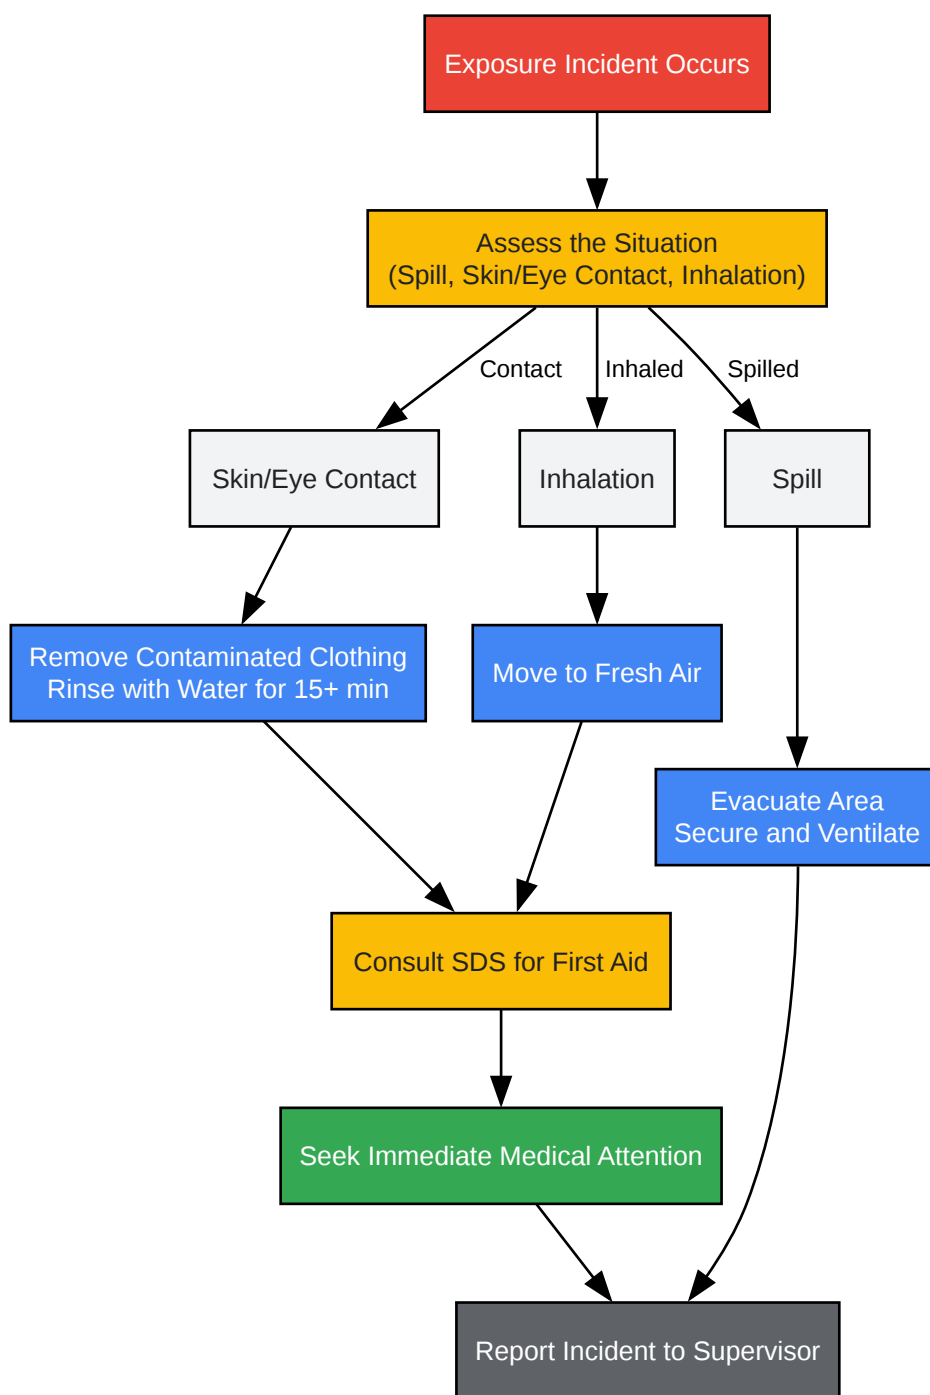 Exposure Incident Occurs
Assess the Situation
(Spill, Skin/Eye Contact, Inhalation)
Contact
Inhaled
Spilled
Skin/Eye Contact
Inhalation
Spill
Remove Contaminated Clothing
Rinse with Water for 15+ min
Move to Fresh Air
Evacuate Area
Secure and Ventilate
Consult SDS for First Aid
Seek Immediate Medical Attention
Report Incident to Supervisor